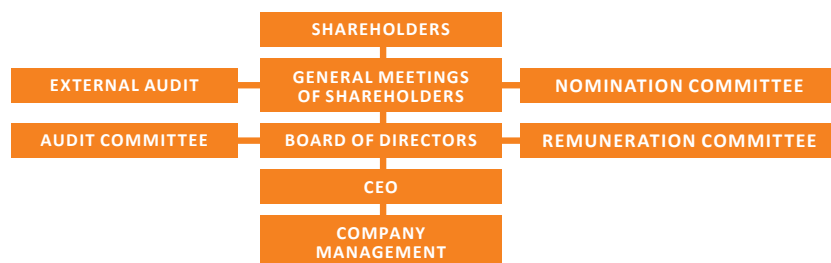 SHAREHOLDERS
EXTERNAL AUDIT
GENERAL MEETINGS
OF SHAREHOLDERS
NOMINATION COMMITTEE
AUDIT COMMITTEE
BOARD OF DIRECTORS
REMUNERATION COMMITTEE
CEO
COMPANY
MANAGEMENT